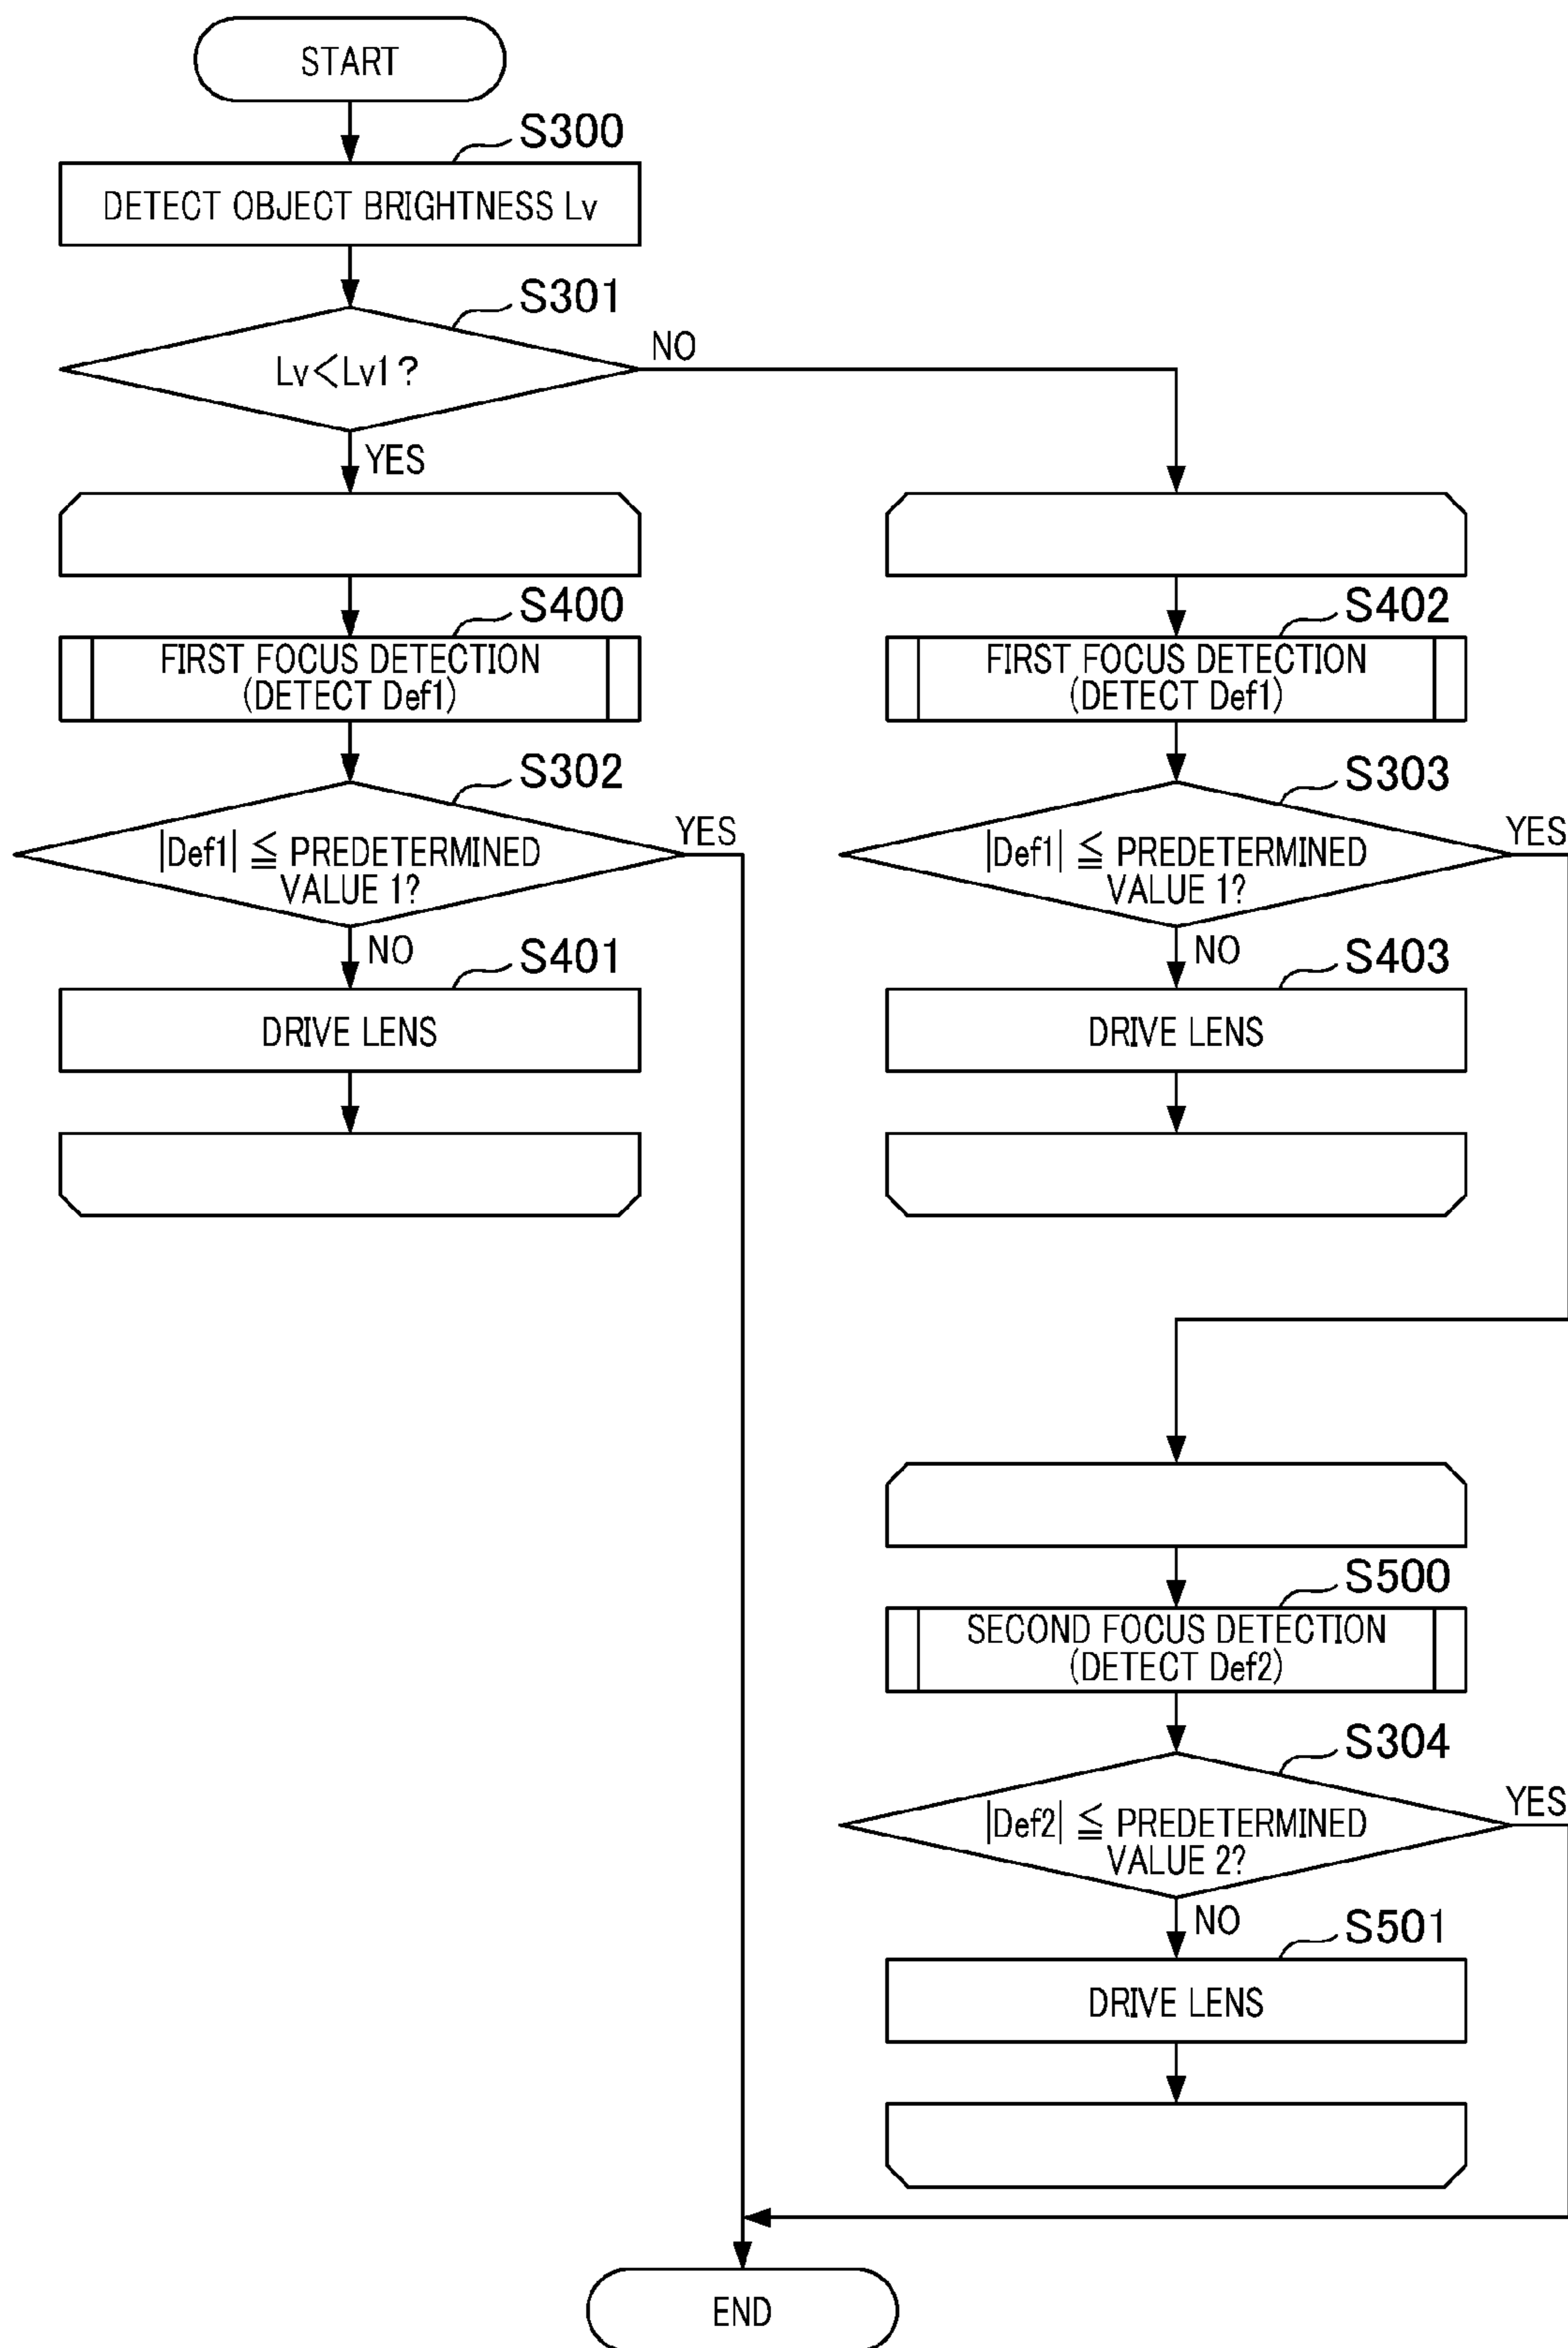 START
S300
DETECT OBJECT BRIGHTNESS Lv
S301
Lv<Lv1?
NO
YES
S400
FIRST FOCUS DETECTION
(DETECT Def1)
S302
|Def1| ≦ PREDETERMINED
VALUE 1?
YES
NO
S401
DRIVE LENS
S402
FIRST FOCUS DETECTION
(DETECT Def1)
S303
|Def1| ≦ PREDETERMINED
VALUE 1?
YES
NO
S403
DRIVE LENS
S500
SECOND FOCUS DETECTION
(DETECT Def2)
S304
|Def2| ≦ PREDETERMINED
VALUE 2?
YES
NO
S501
DRIVE LENS
END